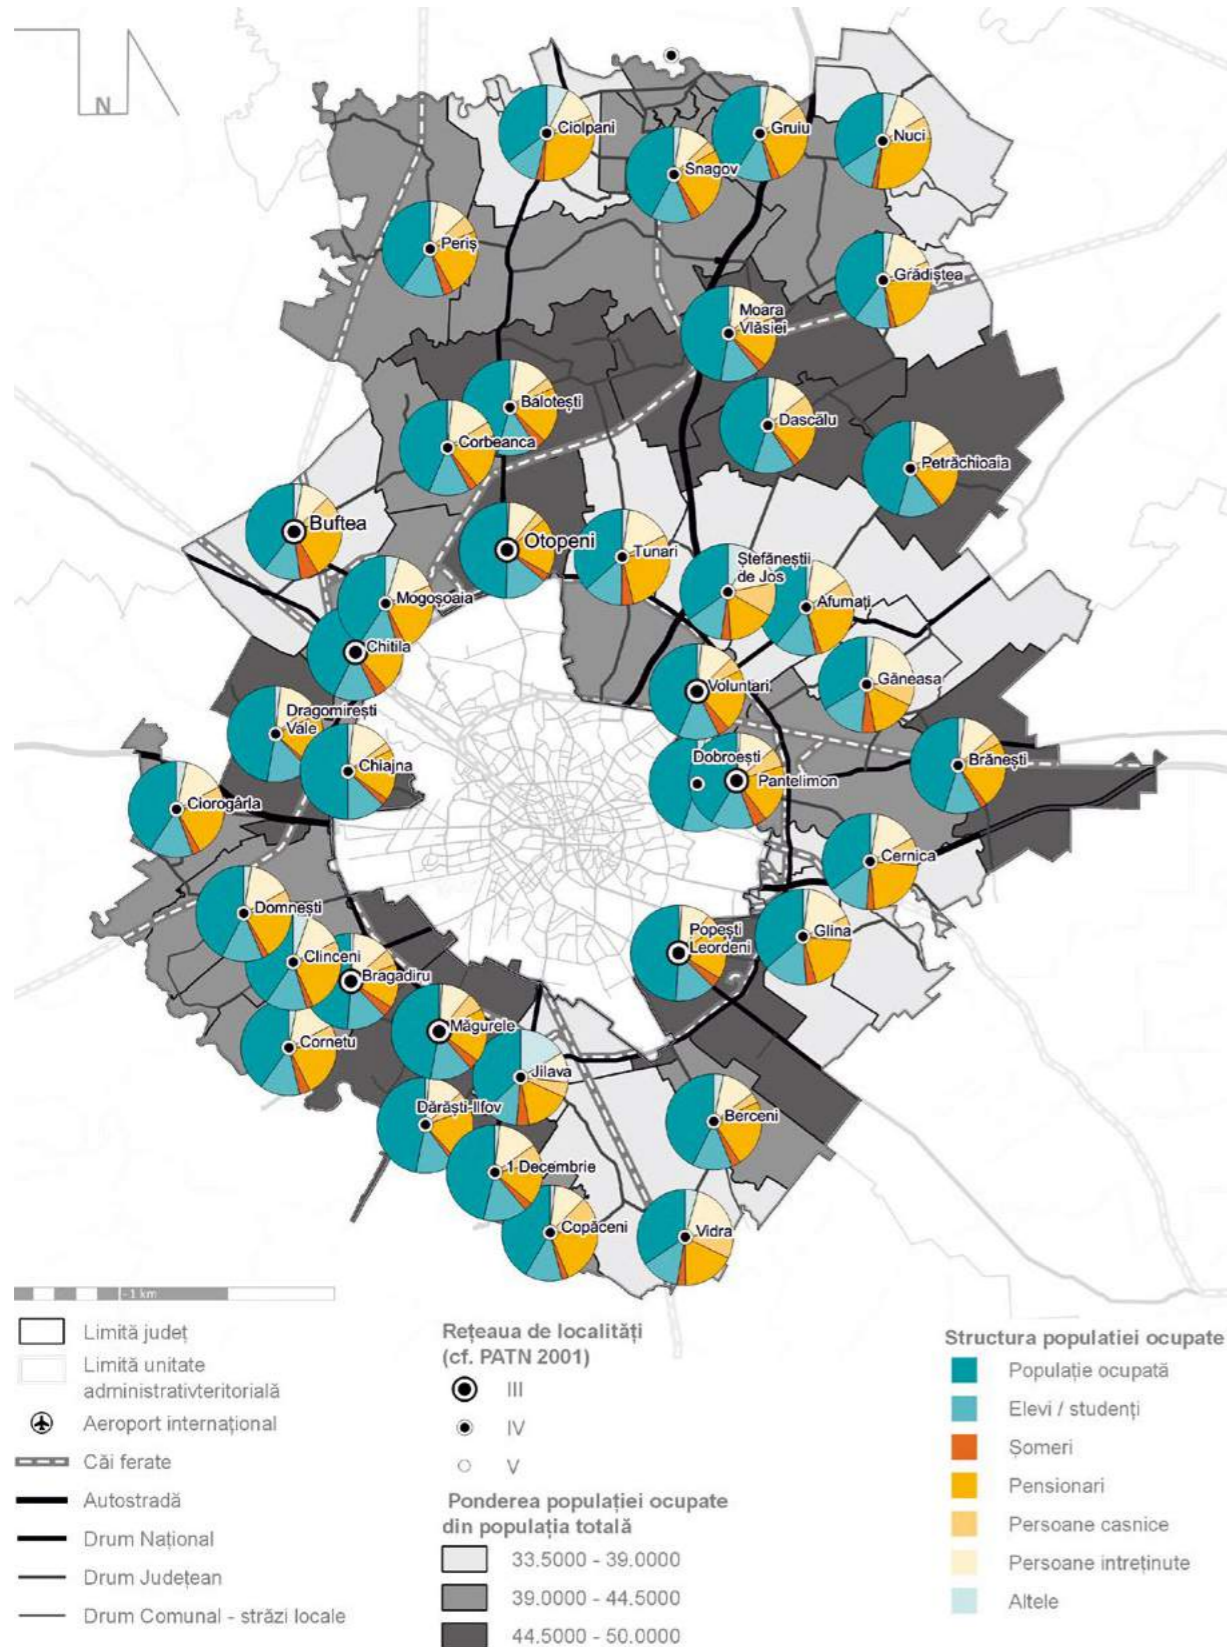 N
Ciolpani
Gruiu
Nuci
Snagov
Periș
Grădiștea
Moara
Vlăsiei
Balotești
Dascălu
Corbeanca
Petrăchioaia
Buftea
Otopeni
Tunari
Ștefăneștii
de Jos
Afumați
Mogoșoaia
Chitila
Găneasa
Voluntari
Dragomirești
Vale
Dobroești
Brănești
Chiajna
Pantelimon
Ciorogârla
Cernica
Domnești
Popești
Leordeni
Glina
Clinceni
Bragadiru
Măgurele
Cornetu
Jilava
Dărăști-Ilfov
Berceni
1 Decembrie
Copăceni
Vidra
1 km
Limită județ
Limită unitate
administrativteritorială
Aeroport internațional
Căi ferate
Autostradă
Drum Național
Drum Județean
Drum Comunal - străzi locale
Rețeaua de localități
(cf. PATN 2001)
III
IV
V
Ponderea populației ocupate
din populația totală
33.5000 - 39.0000
39.0000 - 44.5000
44.5000 - 50.0000
Structura populatiei ocupate
Populație ocupată
Elevi / studenți
Șomeri
Pensionari
Persoane casnice
Persoane intreținute
Altele